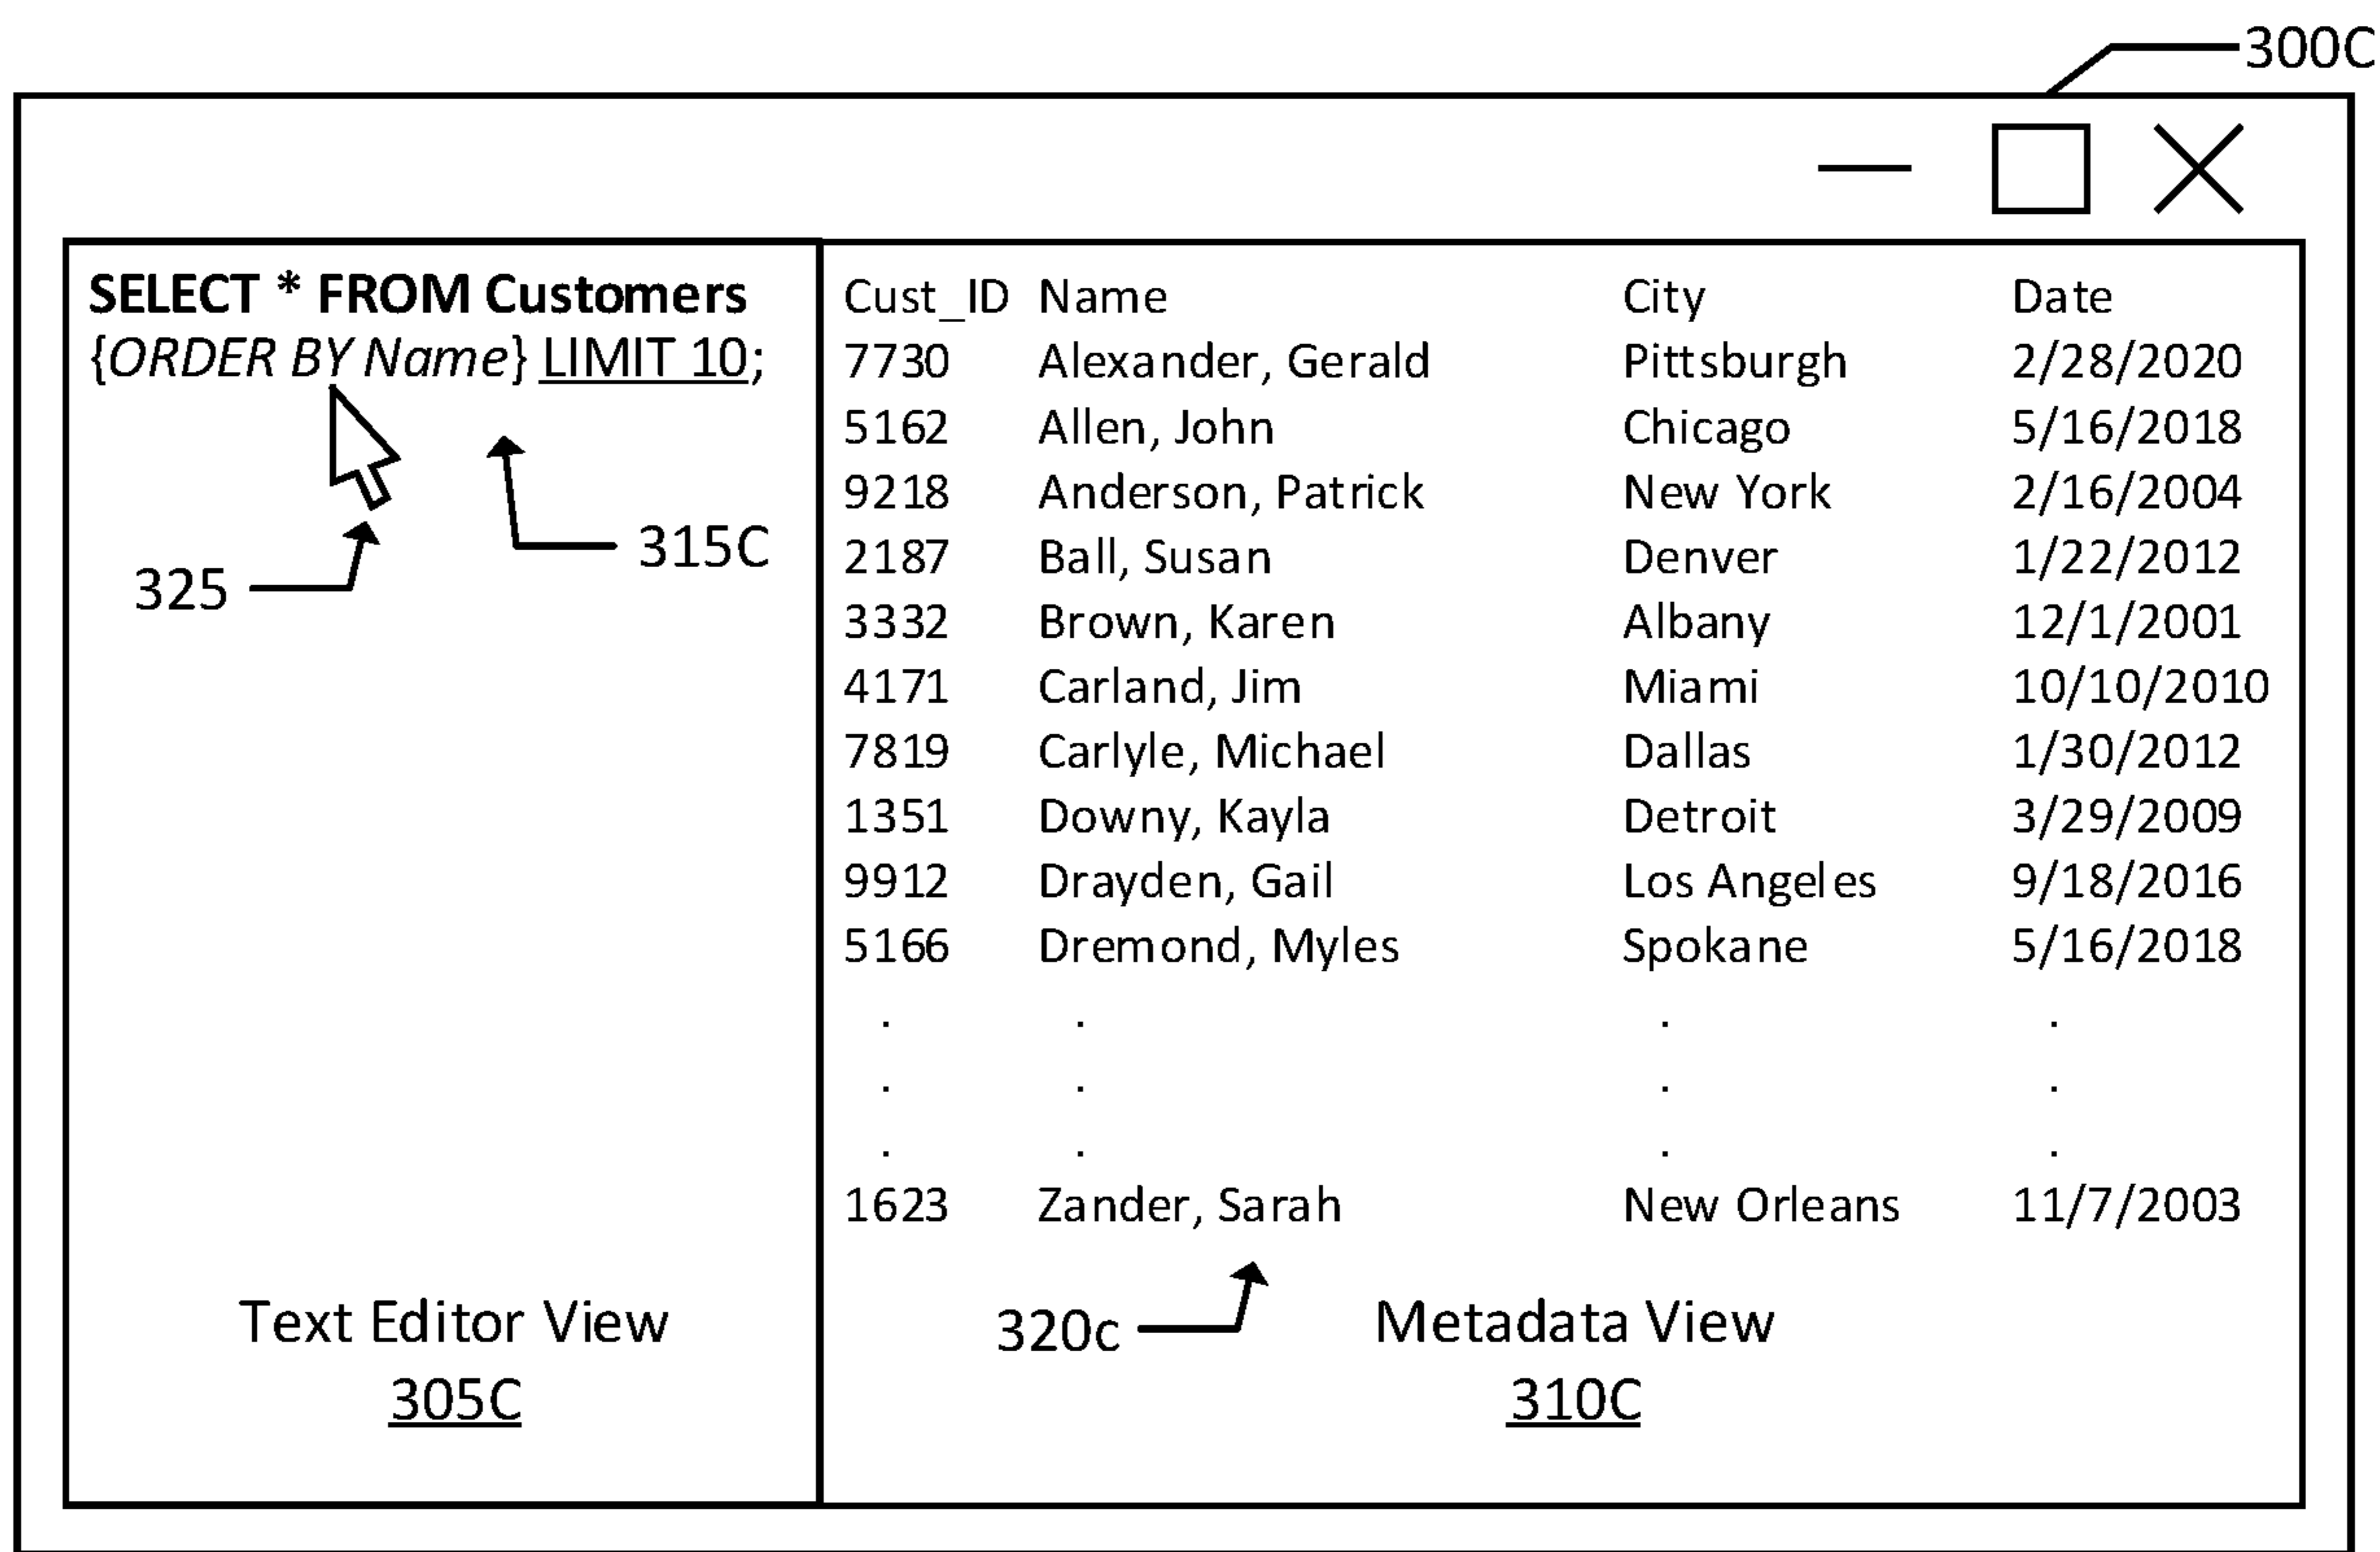 300C
SELECT * FROM Customers
{ORDER BY Name} LIMIT 10;
315C
325
Cust_ID Name City Date
7730 Alexander, Gerald Pittsburgh 2/28/2020
5162 Allen, John Chicago 5/16/2018
9218 Anderson, Patrick New York 2/16/2004
2187 Ball, Susan Denver 1/22/2012
3332 Brown, Karen Albany 12/1/2001
4171 Carland, Jim Miami 10/10/2010
7819 Carlyle, Michael Dallas 1/30/2012
1351 Downy, Kayla Detroit 3/29/2009
9912 Drayden, Gail Los Angeles 9/18/2016
5166 Dremond, Myles Spokane 5/16/2018
. . . .
. . . .
. . . .
1623 Zander, Sarah New Orleans 11/7/2003
320c
Text Editor View
305C
Metadata View
310C